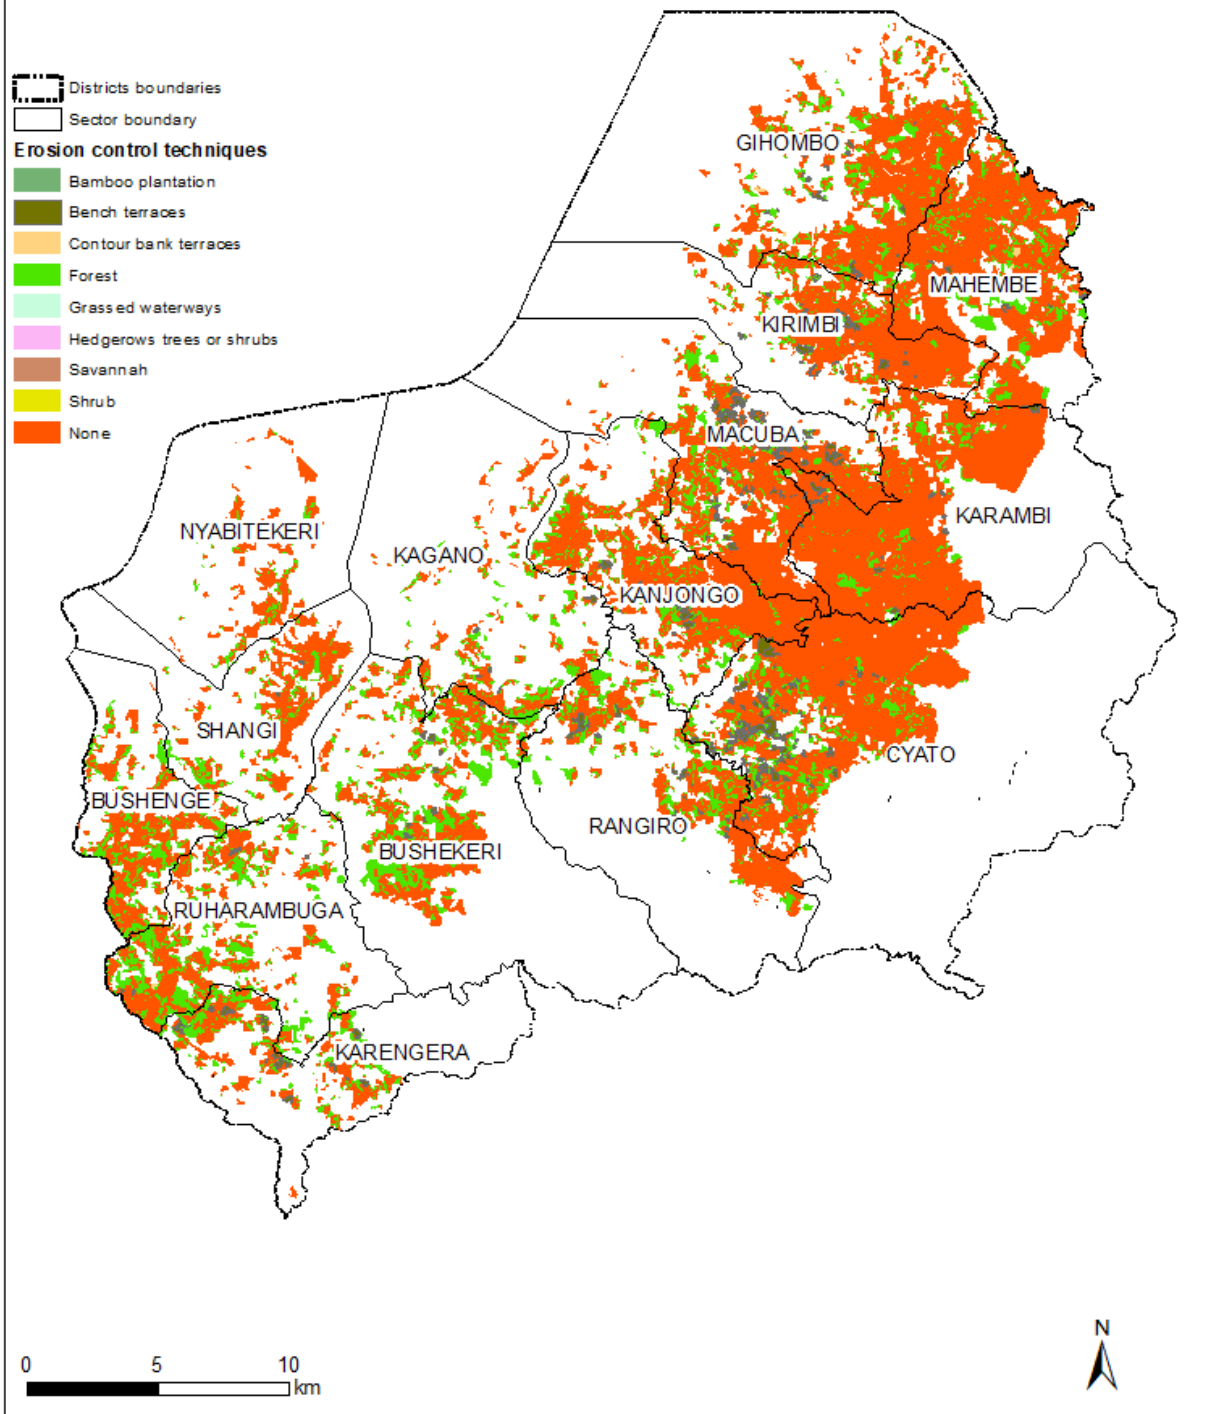 Districts boundaries
Sector boundary
Erosion control techniques
Bamboo plantation
Bench terraces
Contour bank terraces
Forest
Grassed waterways
Hedgerows trees or shrubs
Savannah
Shrub
None
GIHOMBO
MAHEMBE
KIRIMBI
MACUBA
KARAMBI
NYABITEKERI
KAGANO
KANJONGO
SHANGI
CYATO
BUSHENGE
RANGIRO
BUSHEKERI
RUHARAMBUGA
KARENGERA
N
0 5 10
km